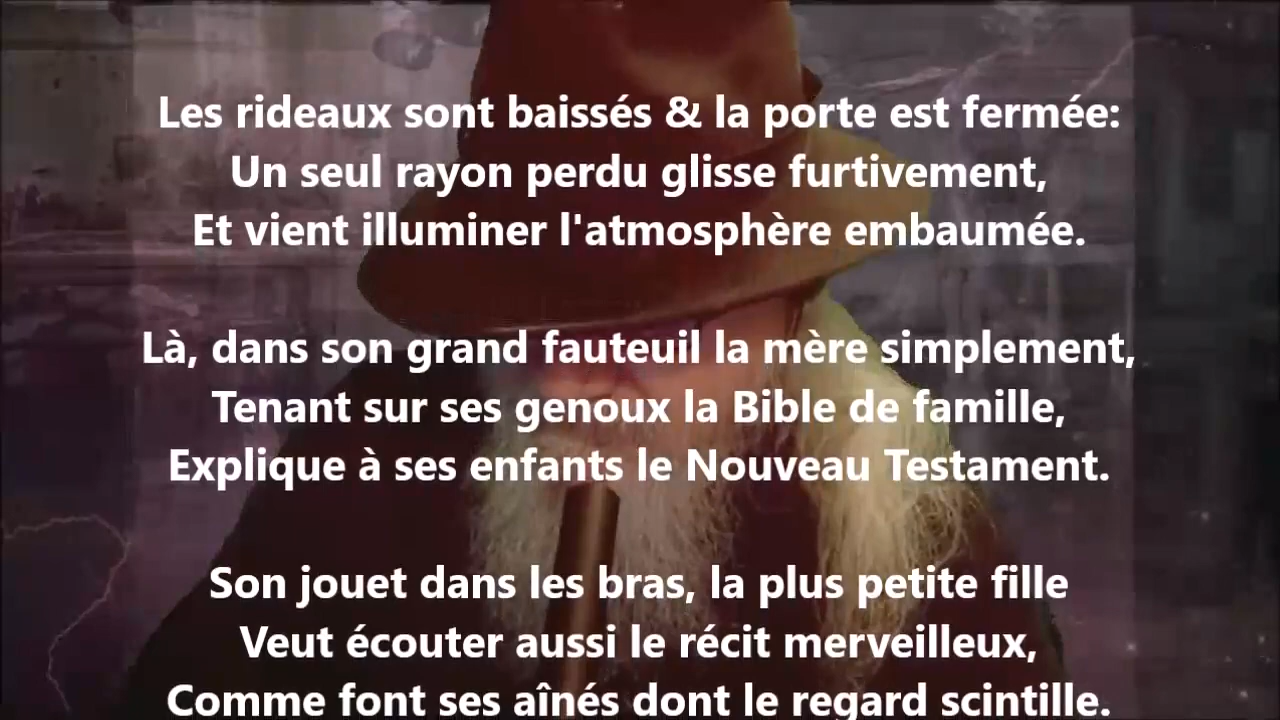 Les rideaux sont baissés & la porte est fermée:
Un seul rayon perdu glisse furtivement,
Et vient illuminer l'atmosphère embaumée.
Là, dans son grand fauteuil la mère simplement,
Tenant sur ses genoux la Bible de famille,
Explique à ses enfants le Nouveau Testament.
Son jouet dans les bras, la plus petite fille
Veut écouter aussi le récit merveilleux,
Comme font ses aînés dont le regard scintille.